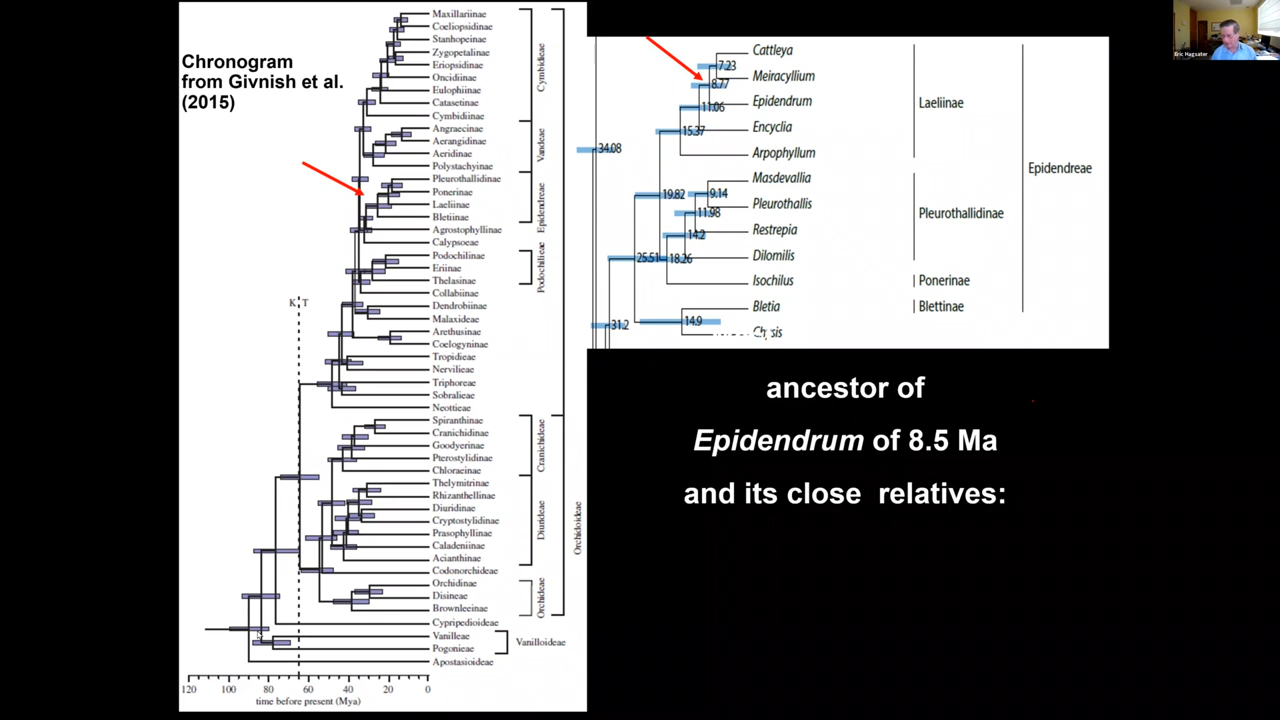 Chronogram
from Givnish et al.
(2015)
Maxillariinae
Coeliopsidinae
Stanhopeinae
Zygopetalinae
Eriopsidinae
Oncidiinae
Eulophiinae
Catasetinae
Cymbidiinae
Angraecinae
Aerangidinae
Aeridinae
Polystachyinae
Pleurothallidinae
Ponerinae
Laeliinae
Bletiinae
Agrostophyllinae
Calypsoeae
Podochilinae
Eriinae
Thelasinae
Collabiinae
Dendrobiinae
Malaxideae
Arethusinae
Coelogyninae
Tropidieae
Nervilieae
Triphoreae
Sobralieae
Neottieae
Spiranthinae
Cranichidinae
Goodyerinae
Pterostylidinae
Chloraeinae
Thelymitrinae
Rhizanthellinae
Diuridinae
Cryptostylidinae
Prasophyllinae
Caladeniinae
Acianthinae
Codonorchideae
Orchidinae
Disineae
Brownleeinae
Cypripedioideae
Vanilleae
Pogonieae
Apostasioideae
Cymbidieae
Vandeae
Epidendreae
Podochilieae
Cranichideae
Diurideae
Orchideae
Orchidoideae
Vanilloideae
K T
120 100 80 60 40 20 0
time before present (Mya)
Cattleya
Meiracyllium
Epidendrum
Encyclia
Arpophyllum
Masdevallia
Pleurothallis
Restrepia
Dilomilis
Isochilus
Bletia
Chysis
7.23
8.77
11.06
15.37
34.08
9.14
19.82
11.98
14.2
25.51
18.26
14.9
31.2
Laeliinae
Pleurothallidinae
Ponerinae
Blettinae
Epidendreae
ancestor of
Epidendrum of 8.5 Ma
and its close relatives:
Eric Hagsater